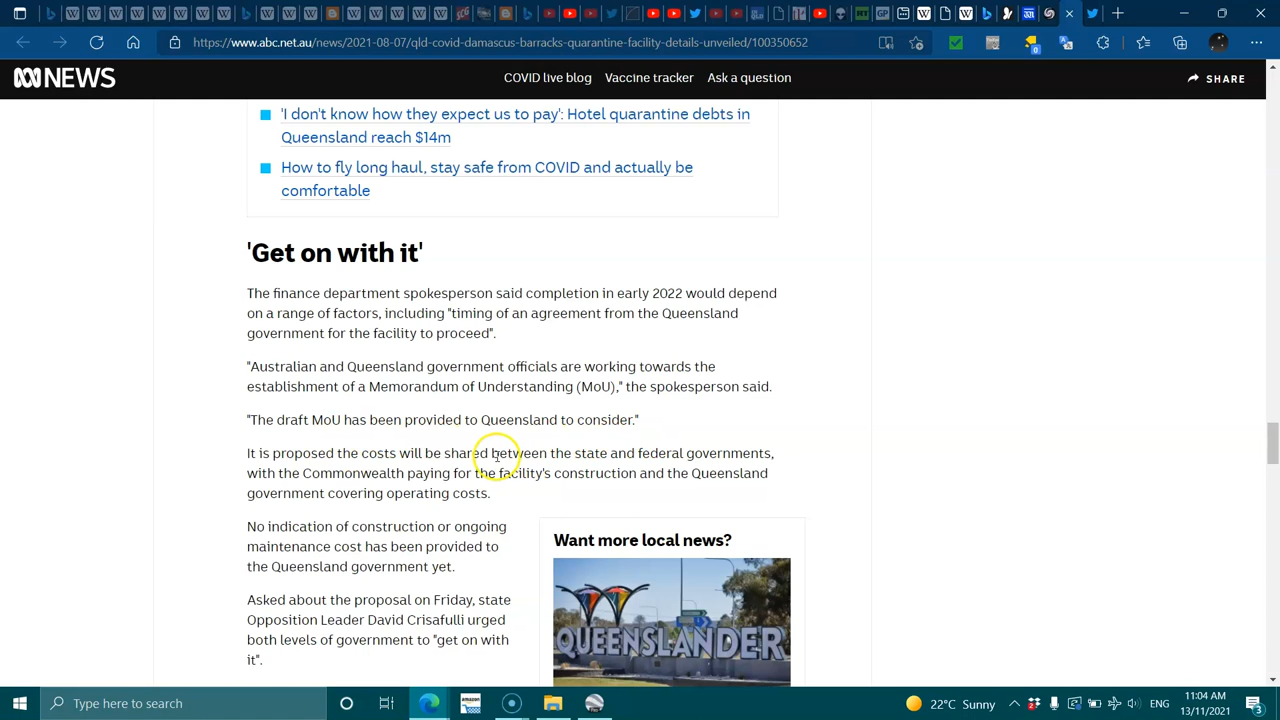 https://www.abc.net.au/news/2021-08-07/qld-covid-damascus-barracks-quarantine-facility-details-unveiled/100350652
NEWS
COVID live blog
Vaccine tracker
Ask a question
SHARE
'I don't know how they expect us to pay': Hotel quarantine debts in
Queensland reach $14m
How to fly long haul, stay safe from COVID and actually be
comfortable
'Get on with it'
The finance department spokesperson said completion in early 2022 would depend
on a range of factors, including "timing of an agreement from the Queensland
government for the facility to proceed".
"Australian and Queensland government officials are working towards the
establishment of a Memorandum of Understanding (MoU)," the spokesperson said.
"The draft MoU has been provided to Queensland to consider."
It is proposed the costs will be shared between the state and federal governments,
with the Commonwealth paying for the facility's construction and the Queensland
government covering operating costs.
No indication of construction or ongoing
maintenance cost has been provided to
the Queensland government yet.
Asked about the proposal on Friday, state
Opposition Leader David Crisafulli urged
both levels of government to "get on with
it".
Want more local news?
QUEENSLANDER
Type here to search
amazon
22°C Sunny
ENG
11:04 AM
13/11/2021
3